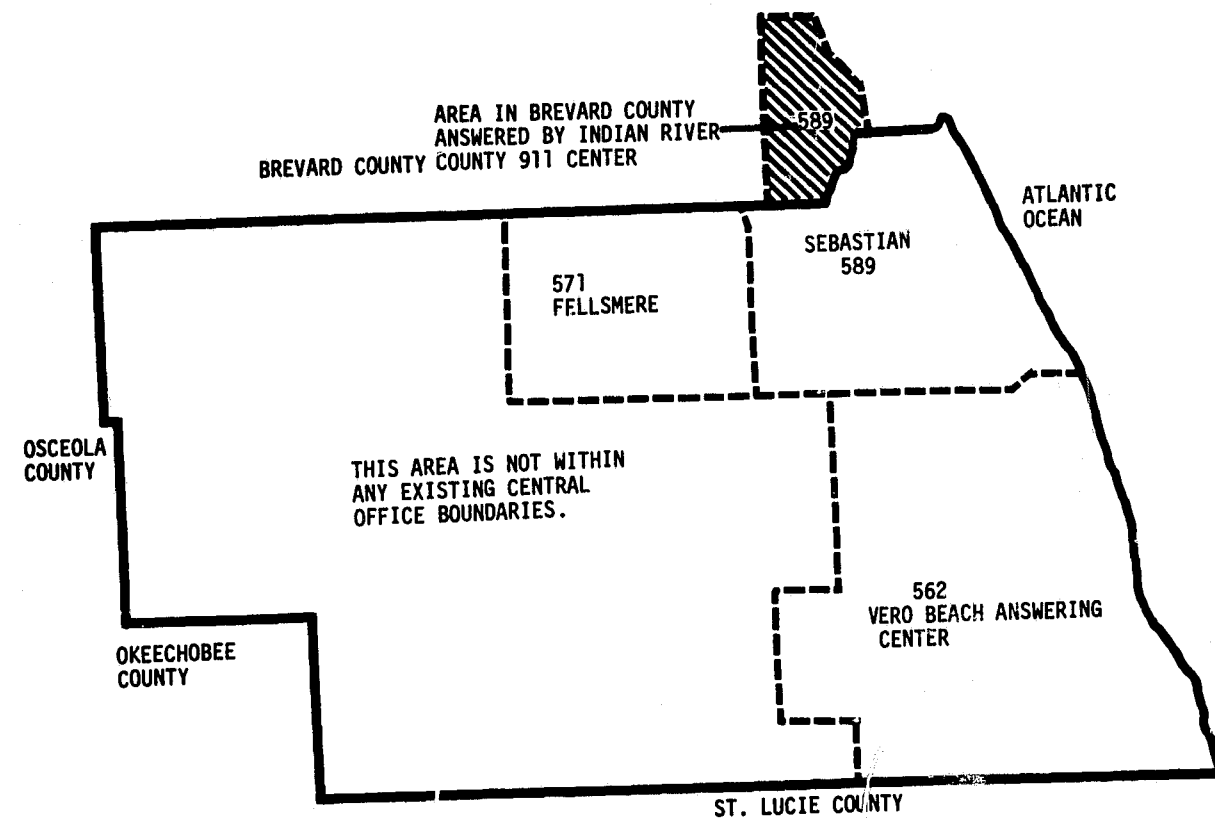 AREA IN BREVARD COUNTY
ANSWERED BY INDIAN RIVER
COUNTY 911 CENTER
BREVARD COUNTY
589
ATLANTIC
OCEAN
SEBASTIAN
589
571
FELLSMERE
OSCEOLA
COUNTY
THIS AREA IS NOT WITHIN
ANY EXISTING CENTRAL
OFFICE BOUNDARIES.
562
VERO BEACH ANSWERING
CENTER
OKEECHOBEE
COUNTY
ST. LUCIE COUNTY